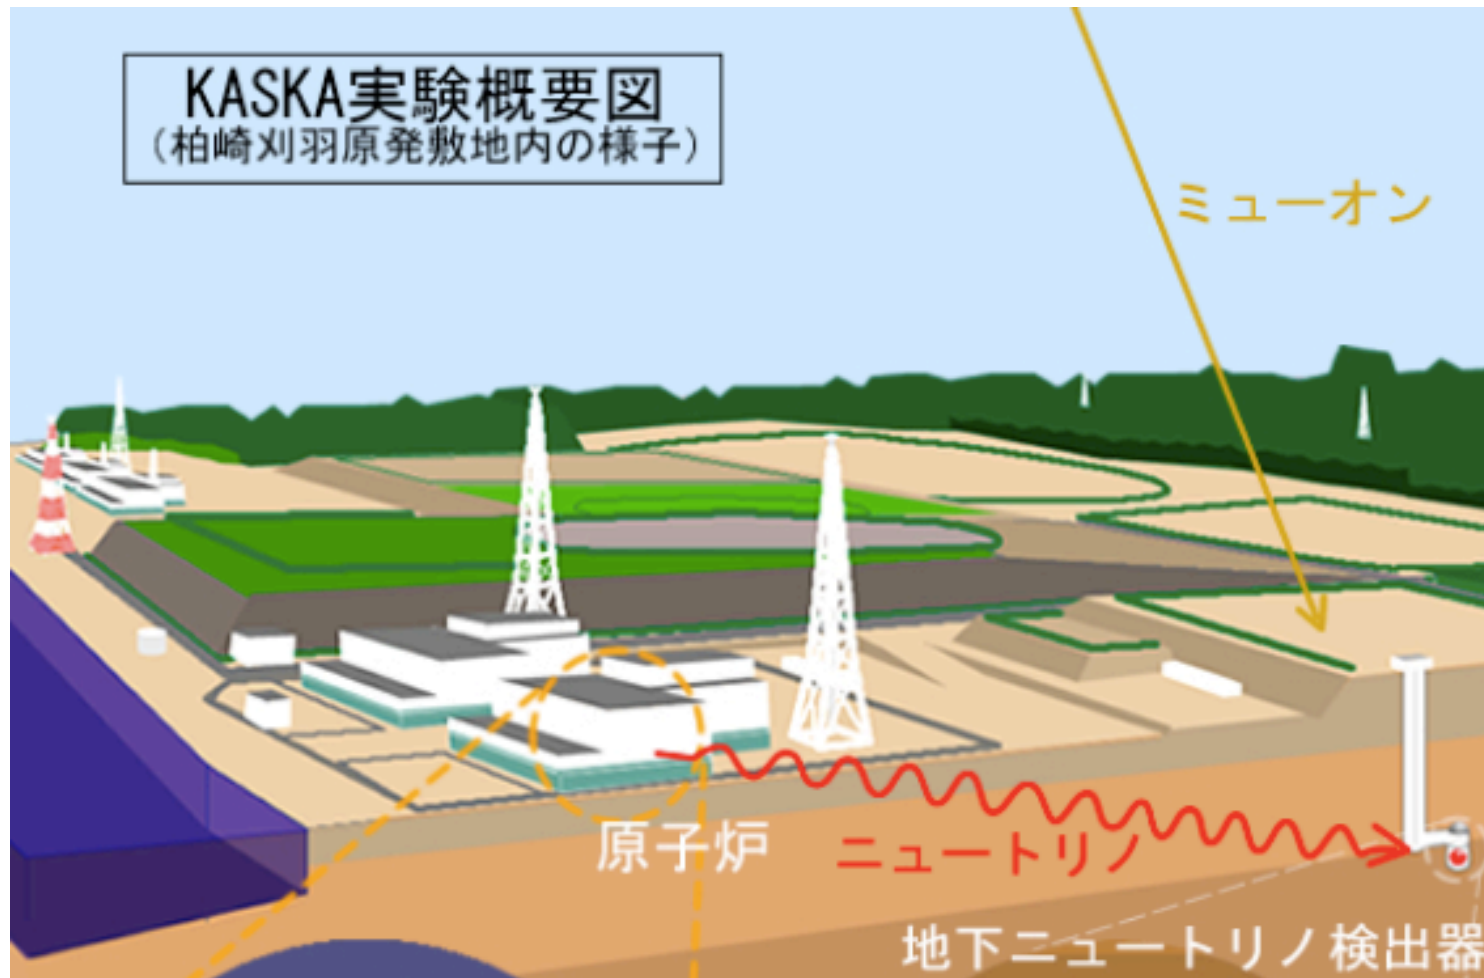 KASKA実験概要図
（柏崎刈羽原発敷地内の様子）
ミューオン
原子炉
ニュートリノ
地下ニュートリノ検出器